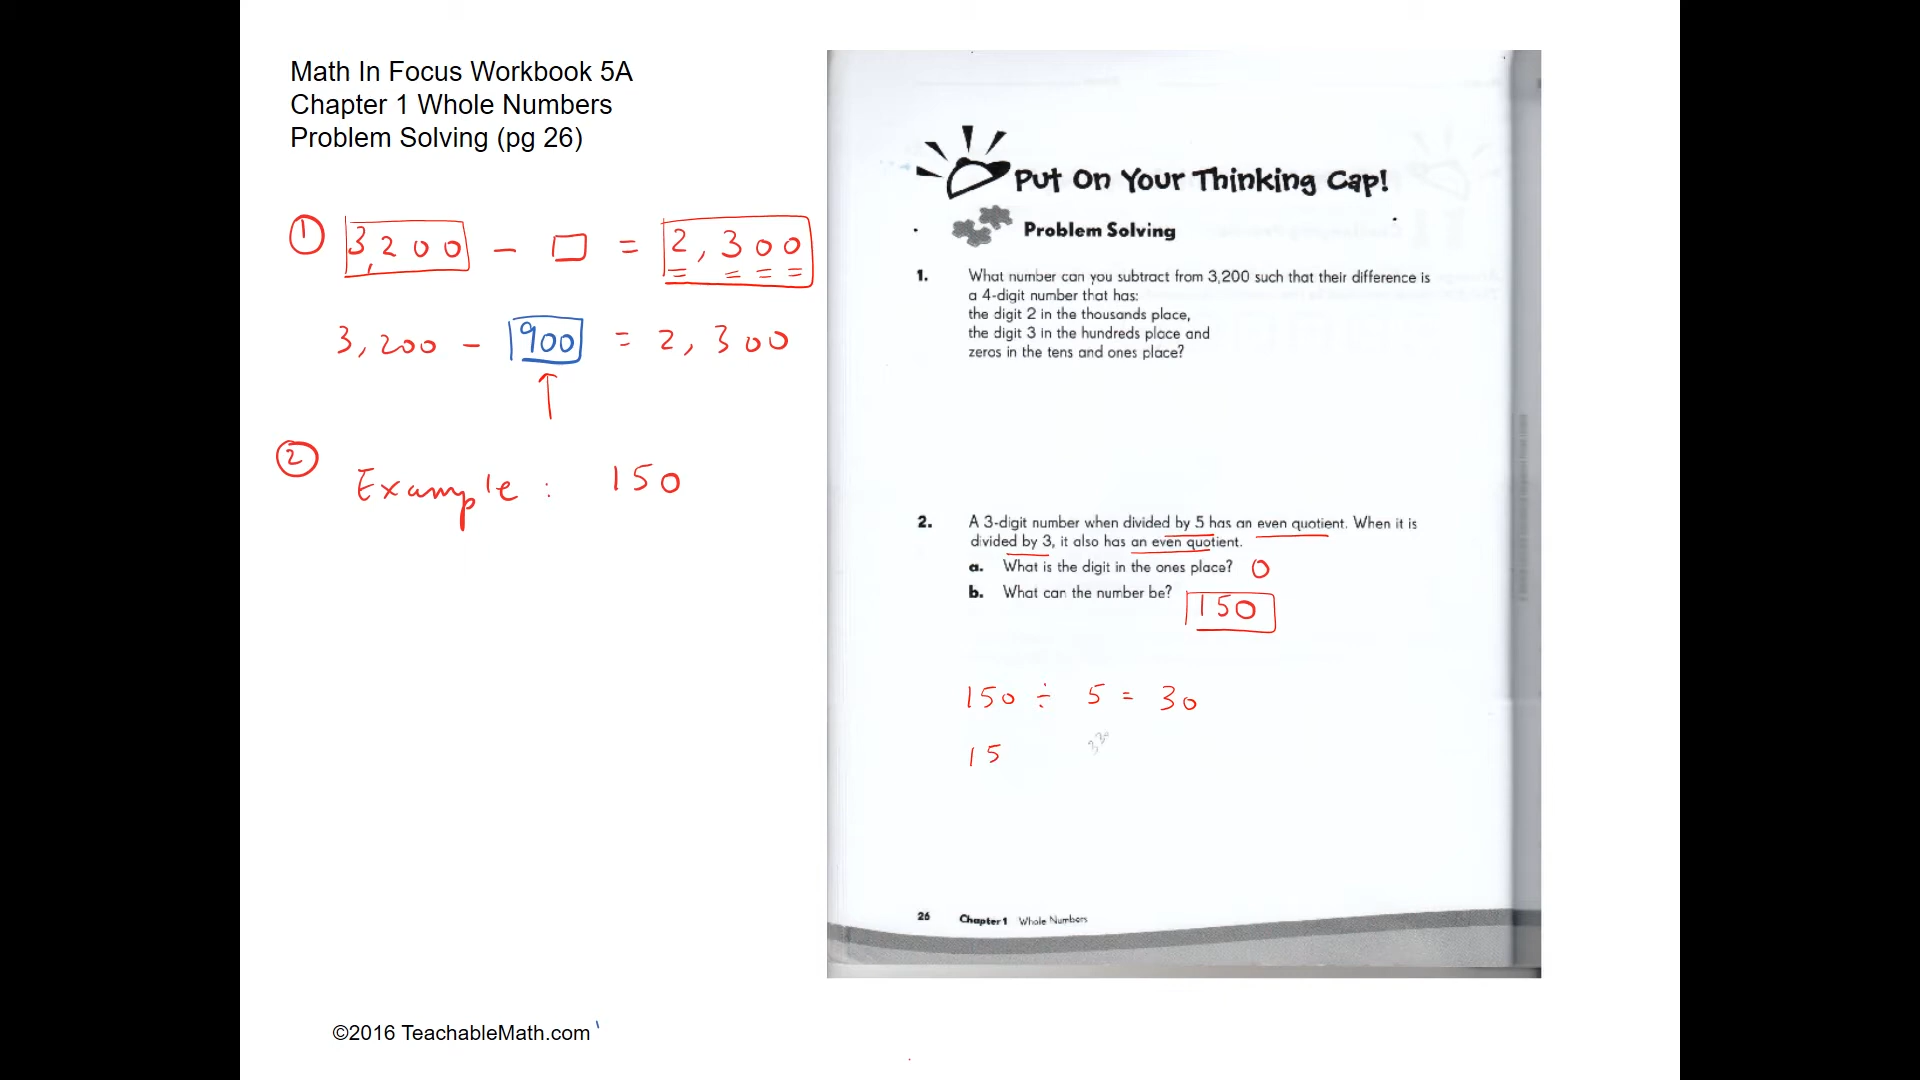 Math In Focus Workbook 5A
Chapter 1 Whole Numbers
Problem Solving (pg 26)
1 3,200 - □ = 2,300
3,200 - 900 = 2,300
2 Example: 150
Put On Your Thinking Cap!
Problem Solving
1. What number can you subtract from 3,200 such that their difference is
a 4-digit number that has:
the digit 2 in the thousands place,
the digit 3 in the hundreds place and
zeros in the tens and ones place?
2. A 3-digit number when divided by 5 has an even quotient. When it is
divided by 3, it also has an even quotient.
a. What is the digit in the ones place? 0
b. What can the number be? 150
150 ÷ 5 = 30
15
26 Chapter 1 Whole Numbers
©2016 TeachableMath.com